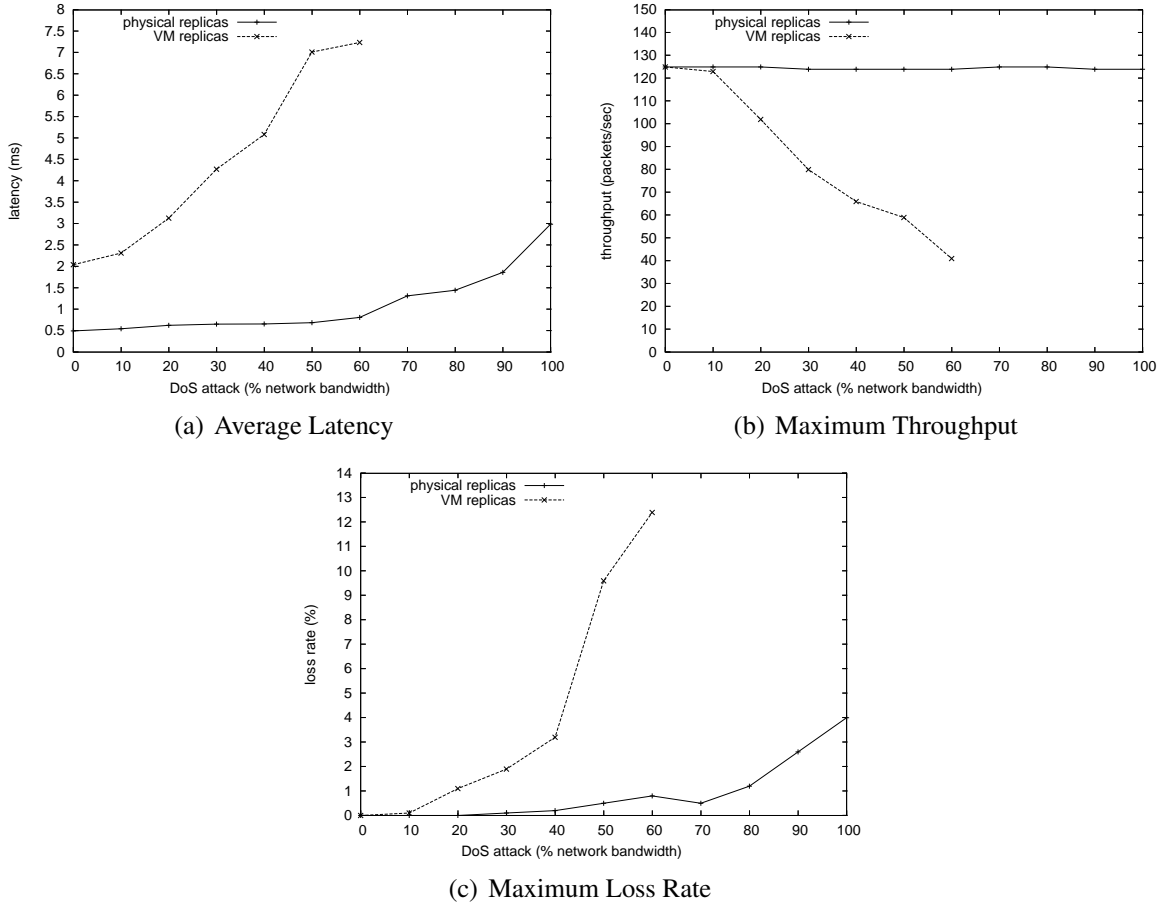 8
7.5
7
6.5
6
5.5
5
4.5
4
3.5
3
2.5
2
1.5
1
0.5
0
latency (ms)
physical replicas
VM replicas
0 10 20 30 40 50 60 70 80 90 100
DoS attack (% network bandwidth)
(a) Average Latency
150
140
130
120
110
100
90
80
70
60
50
40
30
20
10
0
throughput (packets/sec)
physical replicas
VM replicas
0 10 20 30 40 50 60 70 80 90 100
DoS attack (% network bandwidth)
(b) Maximum Throughput
14
13
12
11
10
9
8
7
6
5
4
3
2
1
0
loss rate (%)
physical replicas
VM replicas
0 10 20 30 40 50 60 70 80 90 100
DoS attack (% network bandwidth)
(c) Maximum Loss Rate